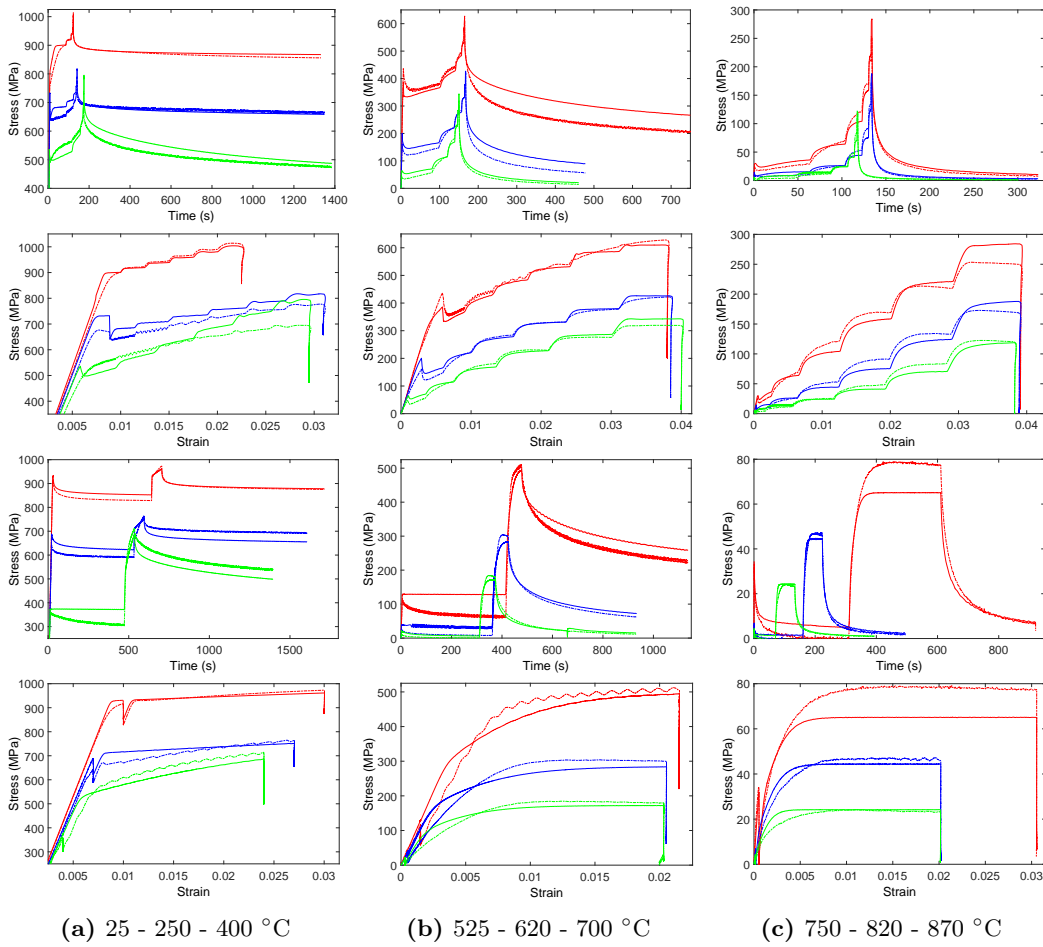 Stress (MPa)
1000
900
800
700
600
500
400
0 200 400 600 800 1000 1200 1400
Time (s)
Stress (MPa)
600
500
400
300
200
100
0
0 100 200 300 400 500 600 700
Time (s)
Stress (MPa)
300
250
200
150
100
50
0
0 50 100 150 200 250 300
Time (s)
Stress (MPa)
1000
900
800
700
600
500
400
0.005 0.01 0.015 0.02 0.025 0.03
Strain
Stress (MPa)
600
500
400
300
200
100
0
0 0.01 0.02 0.03 0.04
Strain
Stress (MPa)
300
250
200
150
100
50
0
0 0.01 0.02 0.03 0.04
Strain
Stress (MPa)
1000
900
800
700
600
500
400
300
0 500 1000 1500
Time (s)
Stress (MPa)
500
400
300
200
100
0
0 200 400 600 800 1000
Time (s)
Stress (MPa)
80
60
40
20
0
0 200 400 600 800
Time (s)
Stress (MPa)
1000
900
800
700
600
500
400
300
0.005 0.01 0.015 0.02 0.025 0.03
Strain
Stress (MPa)
500
400
300
200
100
0
0 0.005 0.01 0.015 0.02
Strain
Stress (MPa)
80
60
40
20
0
0 0.005 0.01 0.015 0.02 0.025 0.03
Strain
(a) 25 - 250 - 400 °C
(b) 525 - 620 - 700 °C
(c) 750 - 820 - 870 °C